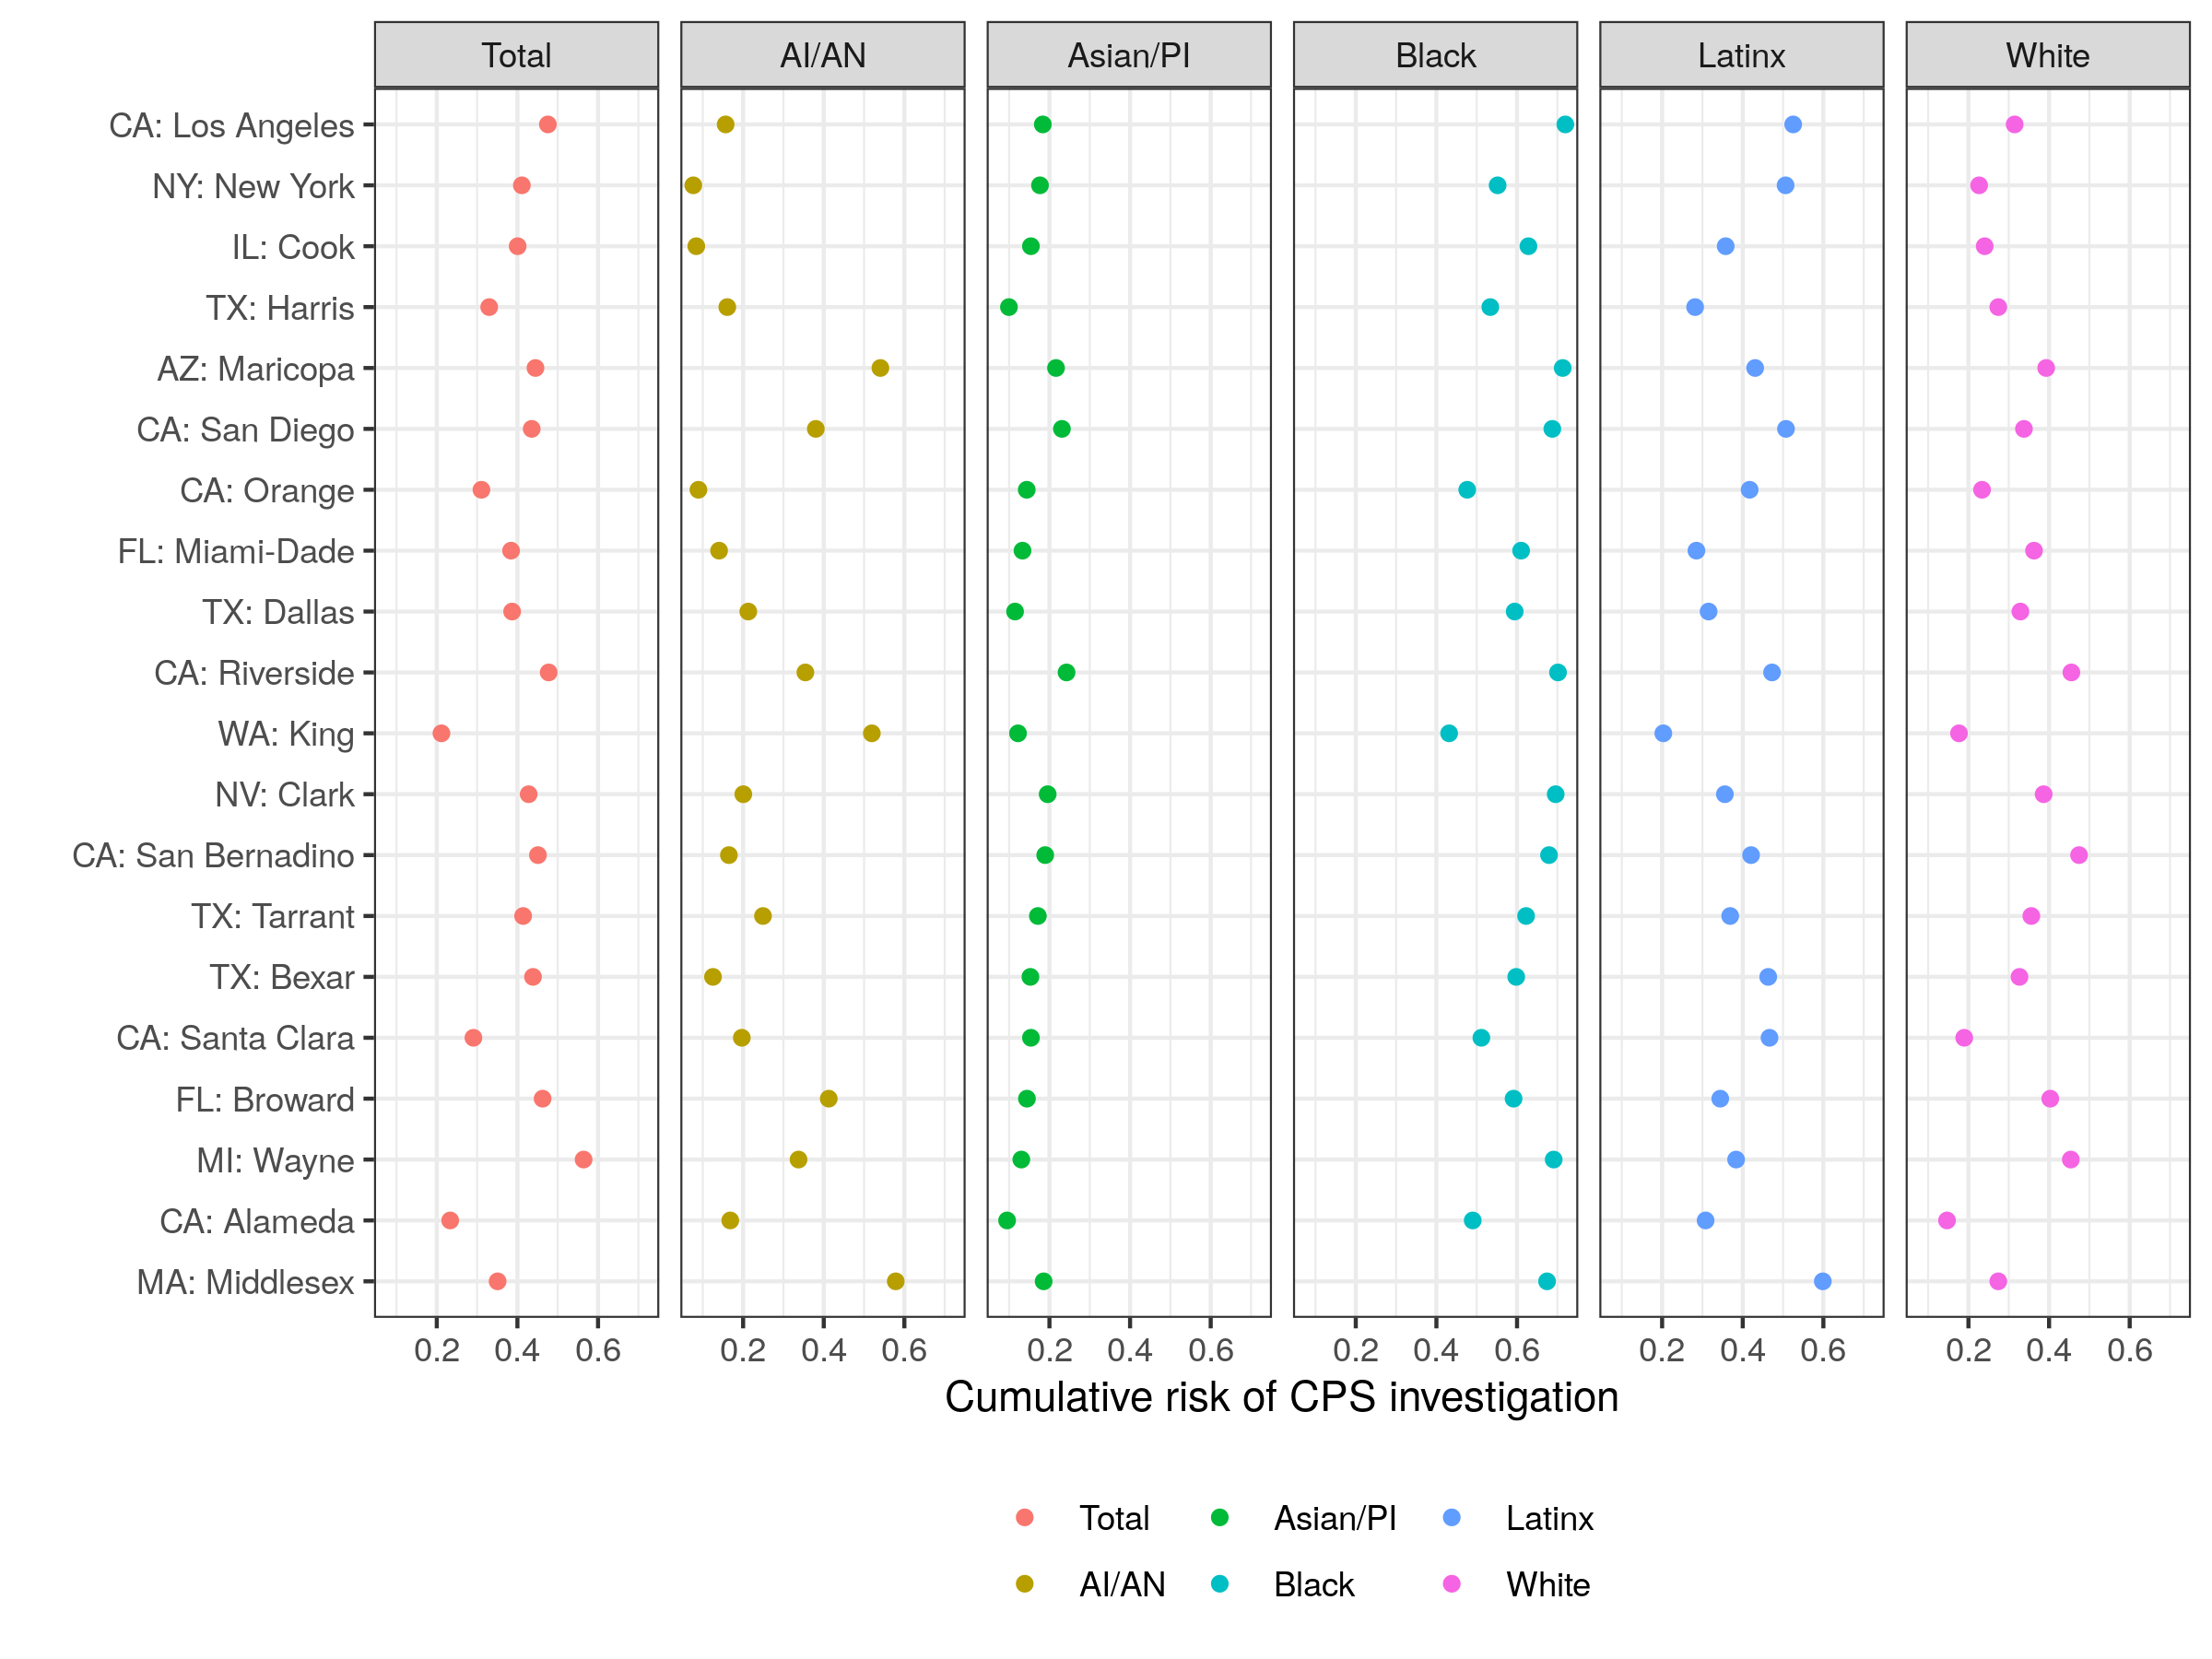 Total AI/AN Asian/PI Black Latinx White
CA: Los Angeles
NY: New York
IL: Cook
TX: Harris
AZ: Maricopa
CA: San Diego
CA: Orange
FL: Miami-Dade
TX: Dallas
CA: Riverside
WA: King
NV: Clark
CA: San Bernadino
TX: Tarrant
TX: Bexar
CA: Santa Clara
FL: Broward
MI: Wayne
CA: Alameda
MA: Middlesex
0.2 0.4 0.6 0.2 0.4 0.6 0.2 0.4 0.6 0.2 0.4 0.6 0.2 0.4 0.6 0.2 0.4 0.6
Cumulative risk of CPS investigation
Total Asian/PI Latinx
AI/AN Black White